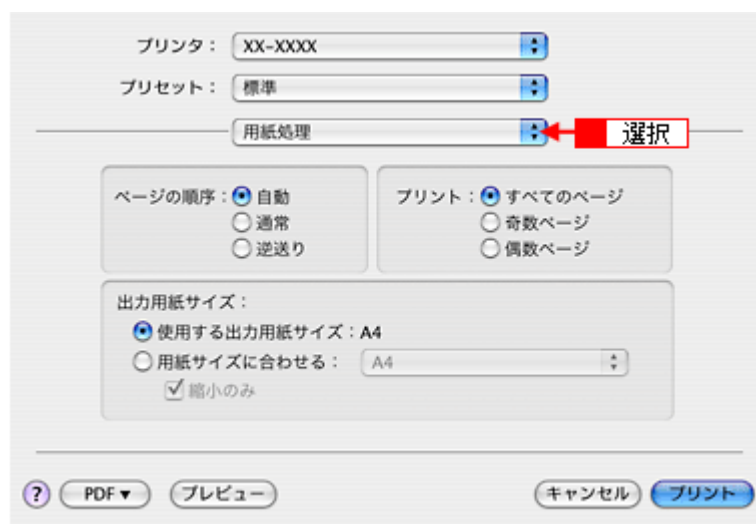 プリンタ： XX-XXXX
プリセット： 標準
用紙処理 選択
ページの順序： 自動
通常
逆送り
プリント： すべてのページ
奇数ページ
偶数ページ
出力用紙サイズ：
使用する出力用紙サイズ：A4
用紙サイズに合わせる： A4
縮小のみ
? PDF▼ プレビュー キャンセル プリント